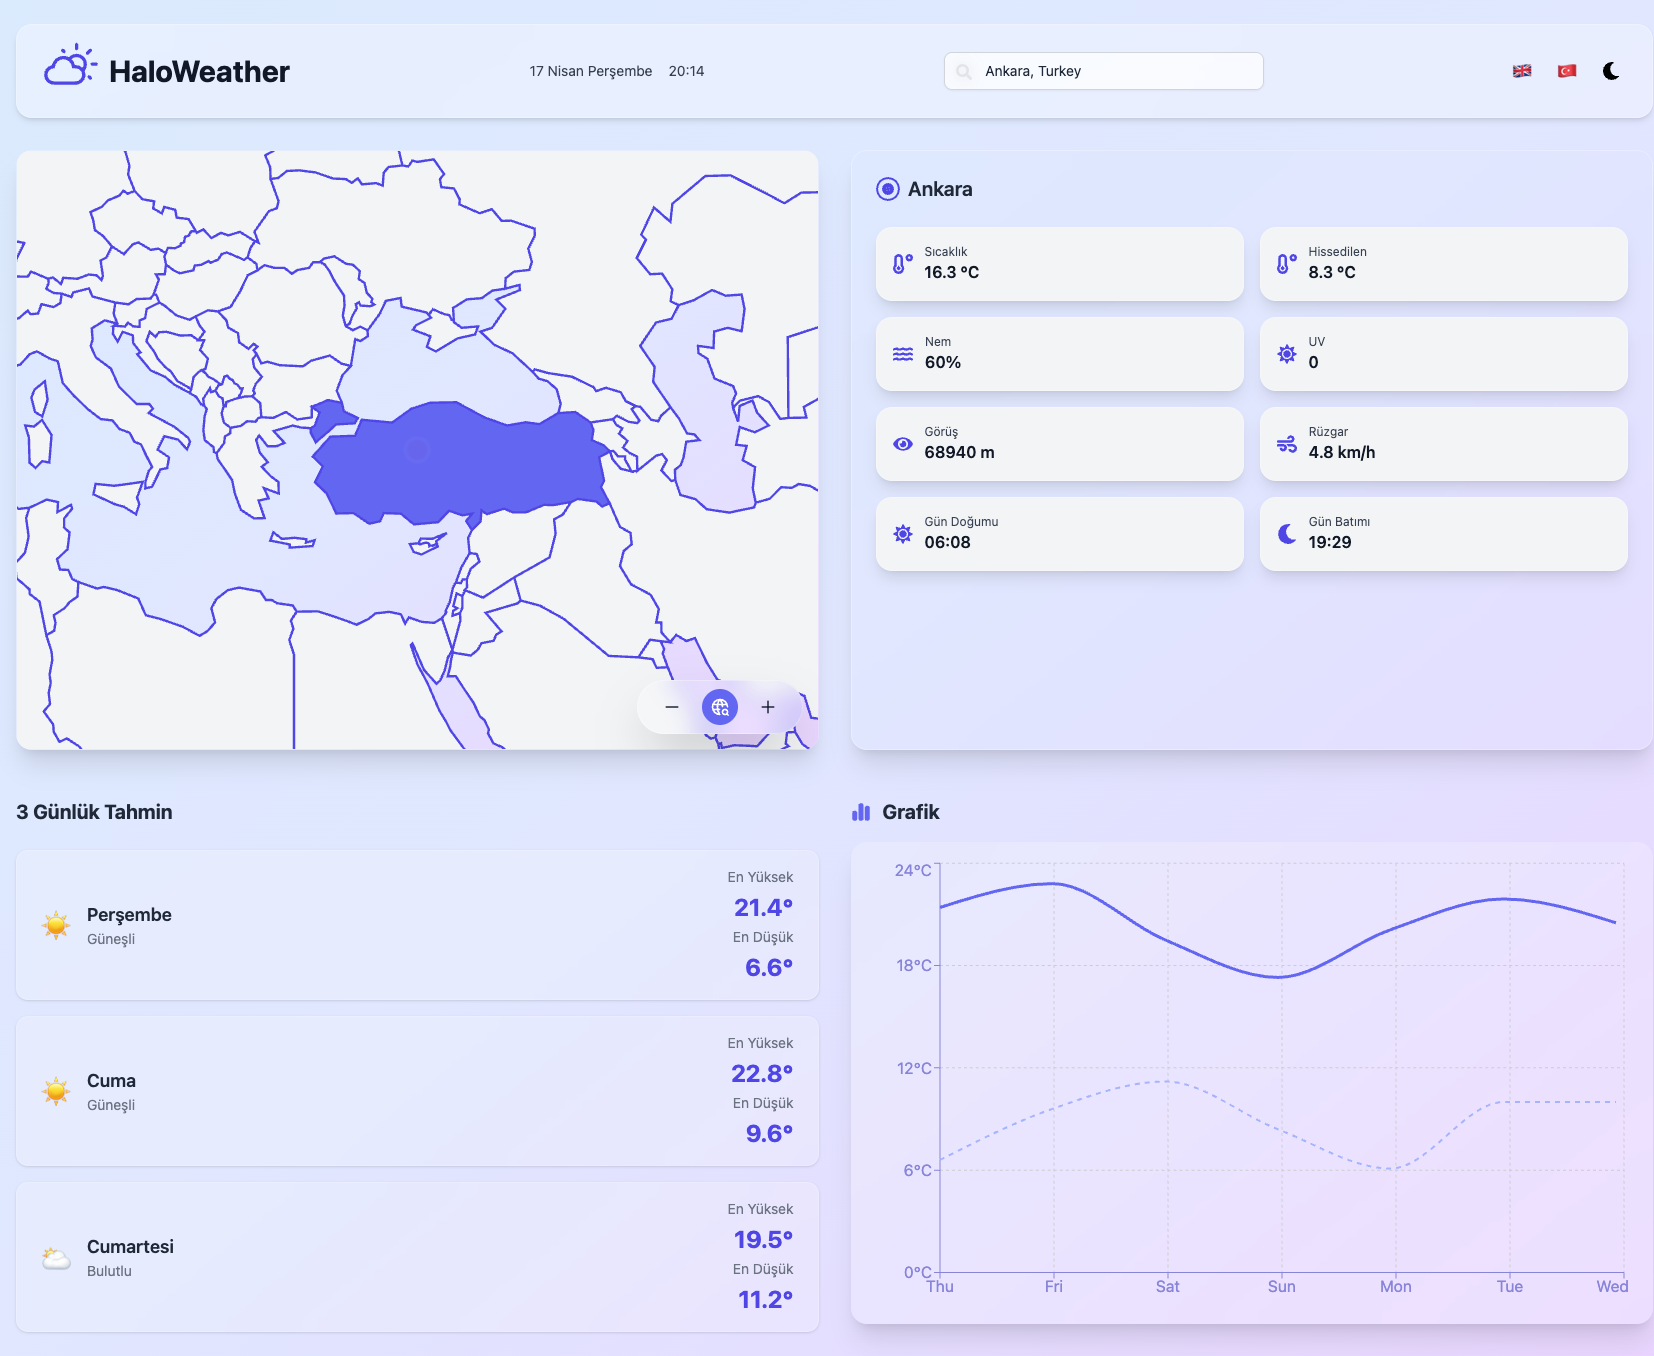 HaloWeather
17 Nisan Perşembe 20:14
Ankara, Turkey
Ankara
Sıcaklık
16.3 °C
Hissedilen
8.3 °C
Nem
60%
UV
0
Görüş
68940 m
Rüzgar
4.8 km/h
Gün Doğumu
06:08
Gün Batımı
19:29
3 Günlük Tahmin
Perşembe
Güneşli
En Yüksek
21.4°
En Düşük
6.6°
Cuma
Güneşli
En Yüksek
22.8°
En Düşük
9.6°
Cumartesi
Bulutlu
En Yüksek
19.5°
En Düşük
11.2°
Grafik
24°C
18°C
12°C
6°C
0°C
Thu Fri Sat Sun Mon Tue Wed